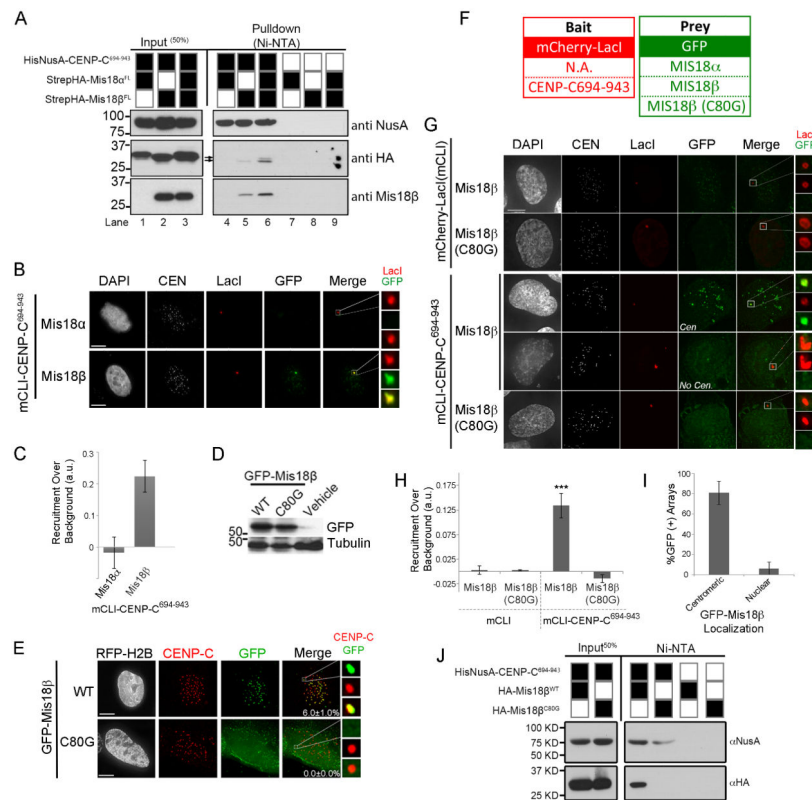 A
Input (50%)
Pulldown
(Ni-NTA)
HisNusA-CENP-C694-943
StrepHA-Mis18αFL
StrepHA-Mis18βFL
100
75
anti NusA
37
25
anti HA
37
25
anti Mis18β
Lane 1 2 3 4 5 6 7 8 9
B
DAPI CEN LacI GFP Merge
LacI
GFP
mCLI-CENP-C694-943
Mis18α
Mis18β
C
Recruitment Over
Background (a.u.)
0.3
0.2
0.1
0
Mis18α
Mis18β
mCLI-CENP-C694-943
D
GFP-Mis18β
WT
C80G
Vehicle
50
GFP
50
Tubulin
E
RFP-H2B CENP-C GFP Merge
CENP-C
GFP
GFP-Mis18β
WT
6.0±1.0%
C80G
0.0±0.0%
F
Bait
mCherry-LacI
N.A.
CENP-C694-943
Prey
GFP
MIS18α
MIS18β
MIS18β (C80G)
G
DAPI CEN LacI GFP Merge
LacI
GFP
mCherry-LacI(mCLI)
Mis18β
Mis18β
(C80G)
mCLI-CENP-C694-943
Mis18β
Cen
No Cen
Mis18β
(C80G)
H
Recruitment Over
Background (a.u.)
0.175
0.125
0.075
0.025
-0.025
***
Mis18β
Mis18β
(C80G)
Mis18β
Mis18β
(C80G)
mCLI
mCLI-CENP-C694-943
I
%GFP (+) Arrays
100
80
60
40
20
0
Centromeric
Nuclear
GFP-Mis18β
Localization
J
Input50%
Ni-NTA
HisNusA-CENP-C694-943
HA-Mis18βWT
HA-Mis18βC80G
100 KD
75 KD
50 KD
αNusA
37 KD
25 KD
αHA